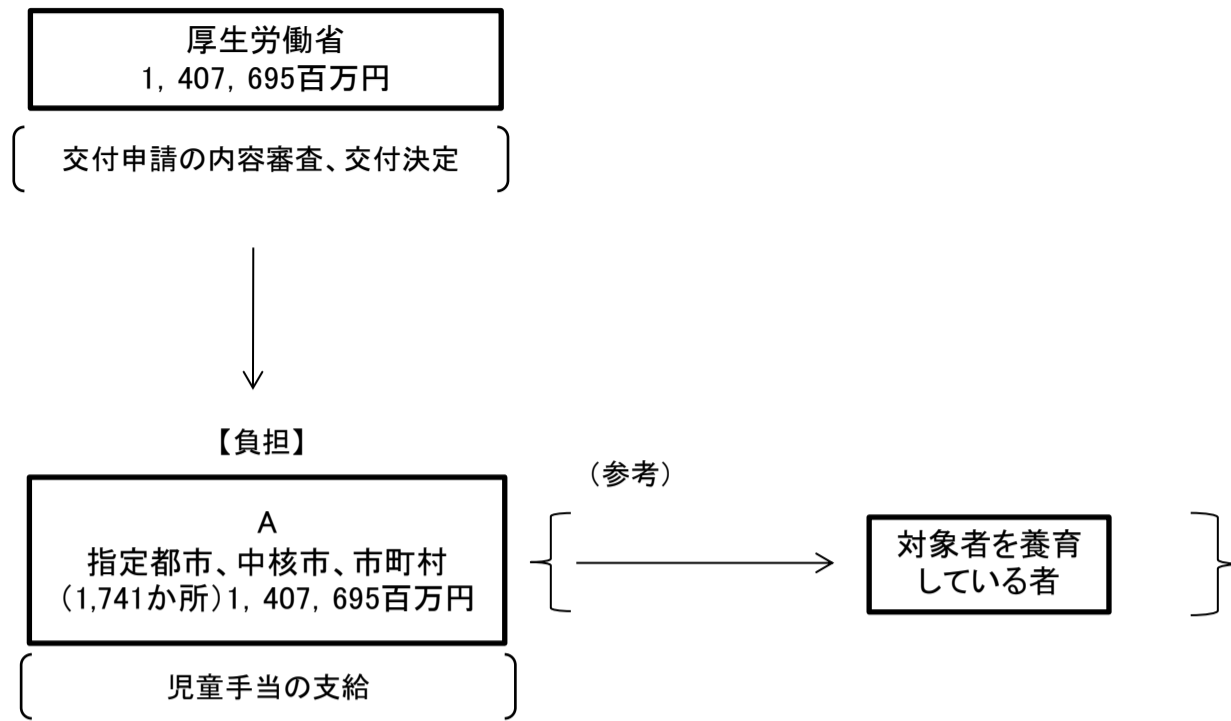 厚生労働省
1, 407, 695百万円
交付申請の内容審査、交付決定
【負担】
A
指定都市、中核市、市町村
（1,741か所）1, 407, 695百万円
児童手当の支給
（参考）
対象者を養育
している者